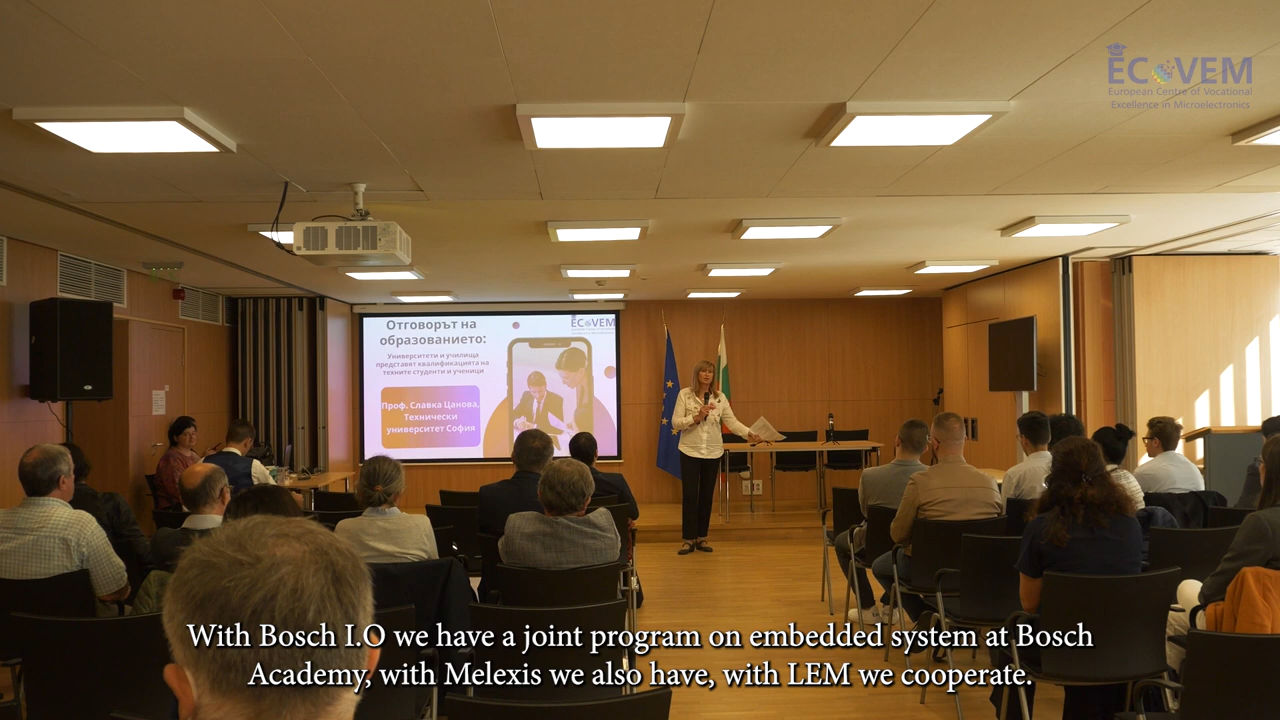 ECOVEM
European Centre of Vocational
Excellence in Microelectronics
Отговорът на
образованието:
ECOVEM
Университети и училища
представят квалификацията на
техните студенти и ученици
Проф. Славка Цанова,
Технически
университет София
With Bosch I.O we have a joint program on embedded system at Bosch
Academy, with Melexis we also have, with LEM we cooperate.